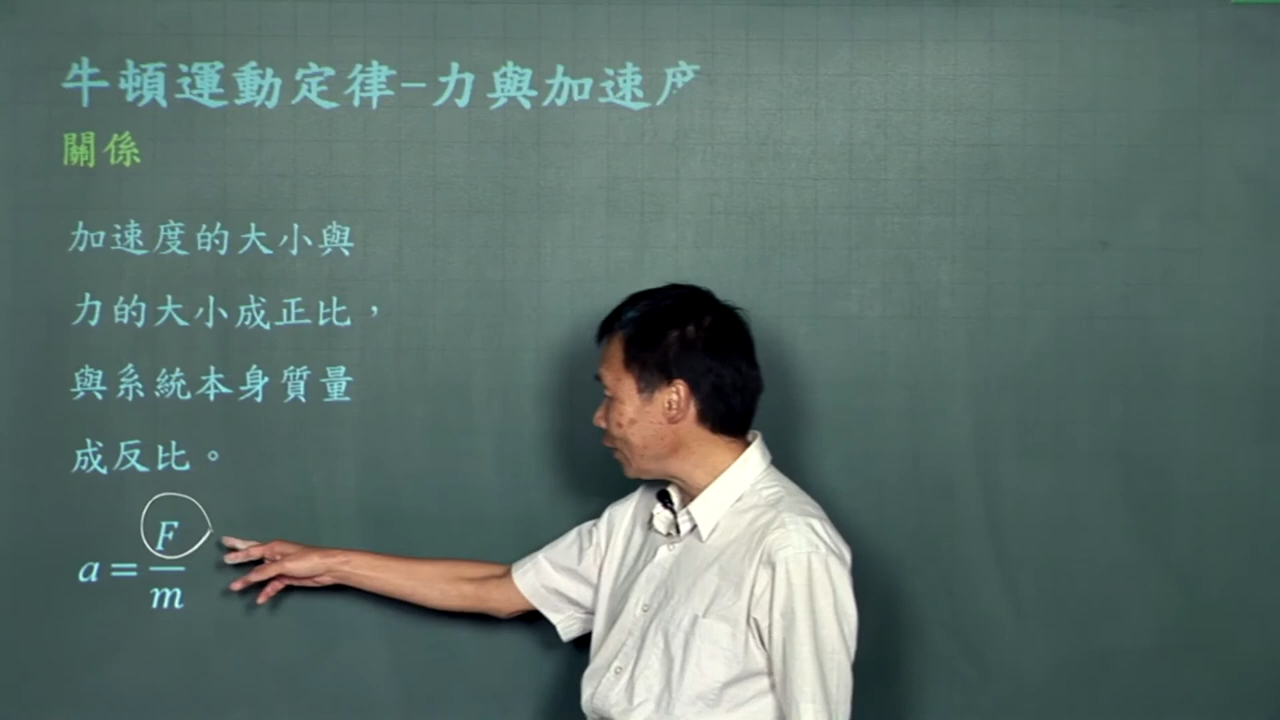 牛頓運動定律-力與加速度
關係
加速度的大小與
力的大小成正比，
與系統本身質量
成反比。
a = F/m